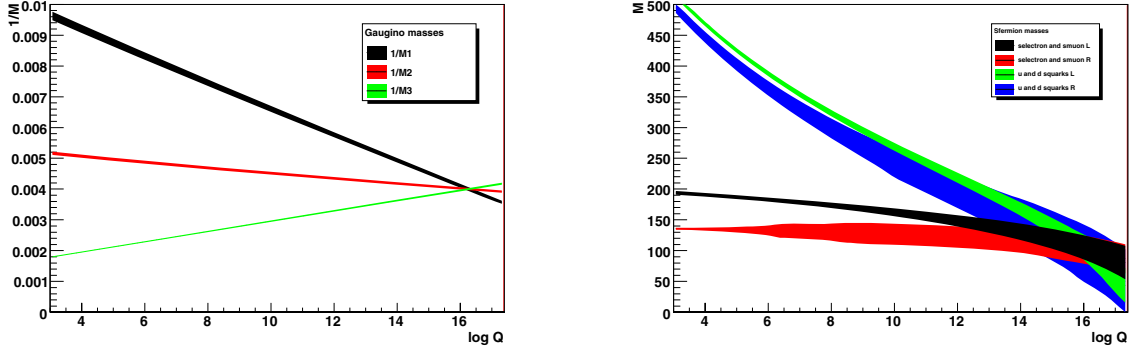 1/M
0.01
0.009
0.008
0.007
0.006
0.005
0.004
0.003
0.002
0.001
0
4 6 8 10 12 14 16
log Q
Gaugino masses
1/M1
1/M2
1/M3
M
500
450
400
350
300
250
200
150
100
50
0
4 6 8 10 12 14 16
log Q
Sfermion masses
selectron and smuon L
selectron and smuon R
u and d squarks L
u and d squarks R